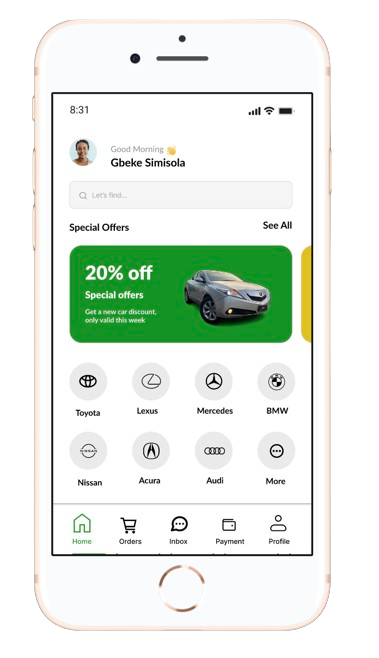 8:31
Good Morning 👋
Gbeke Simisola
Let's find...
Special Offers
See All
20% off
Special offers
Get a new car discount,
only valid this week
Toyota
Lexus
Mercedes
BMW
NISSAN
Nissan
Acura
Audi
More
Home
Orders
Inbox
Payment
Profile